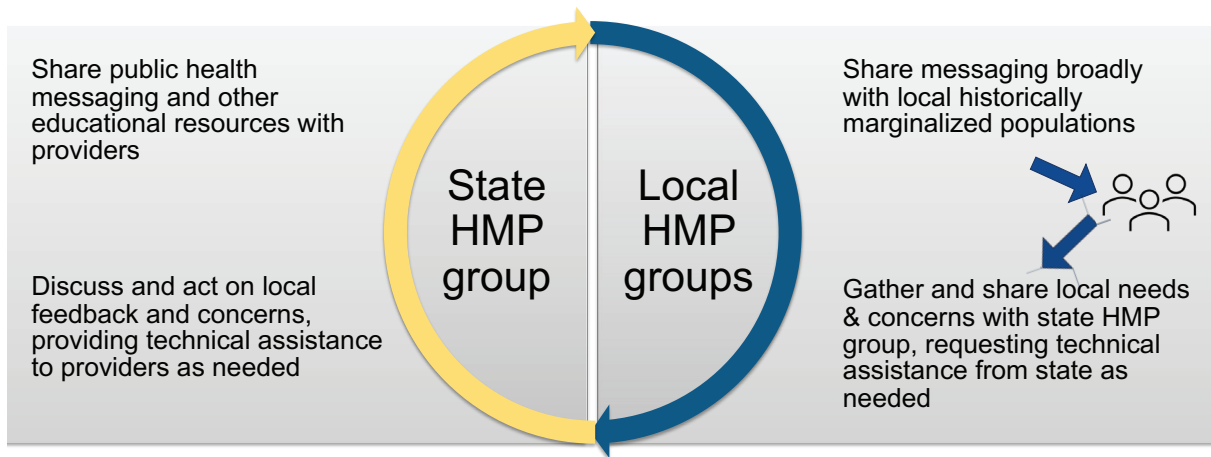 Share public health
messaging and other
educational resources with
providers
Discuss and act on local
feedback and concerns,
providing technical assistance
to providers as needed
State
HMP
group
Local
HMP
groups
Share messaging broadly
with local historically
marginalized populations
Gather and share local needs
& concerns with state HMP
group, requesting technical
assistance from state as
needed